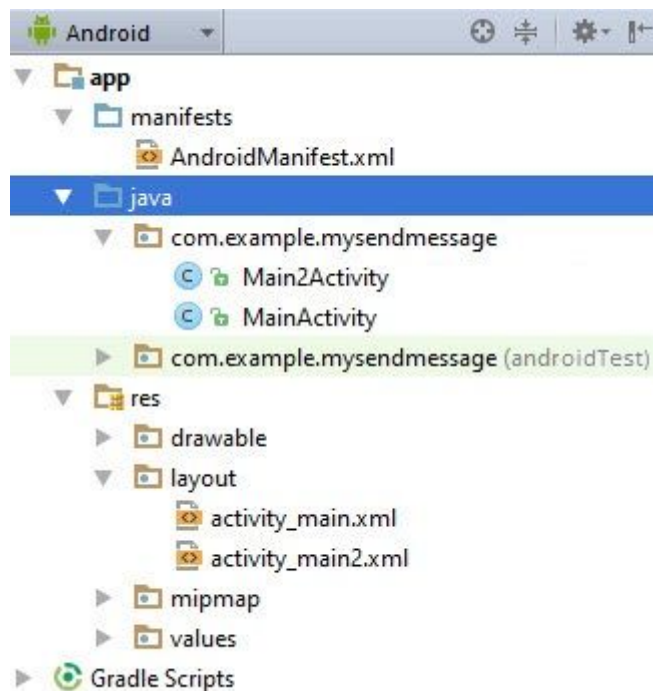 Android
app
manifests
AndroidManifest.xml
java
com.example.mysendmessage
Main2Activity
MainActivity
com.example.mysendmessage (androidTest)
res
drawable
layout
activity_main.xml
activity_main2.xml
mipmap
values
Gradle Scripts